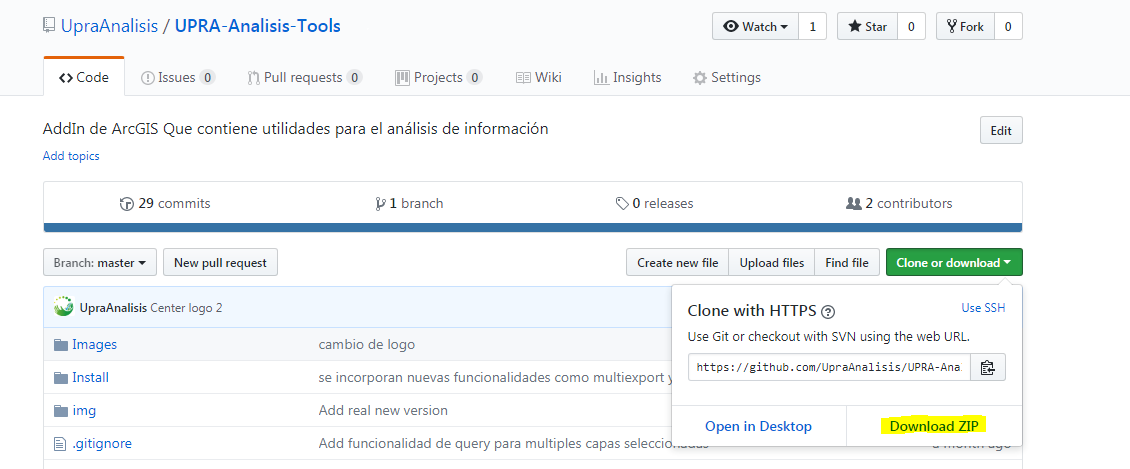 UpraAnalisis / UPRA-Analisis-Tools
Watch 1 Star 0 Fork 0
Code Issues 0 Pull requests 0 Projects 0 Wiki Insights Settings
AddIn de ArcGIS Que contiene utilidades para el análisis de información
Edit
Add topics
29 commits 1 branch 0 releases 2 contributors
Branch: master New pull request Create new file Upload files Find file Clone or download
UpraAnalisis Center logo 2
Images cambio de logo
Install se incorporan nuevas funcionalidades como multiexport y
img Add real new version
.gitignore Add funcionalidad de query para multiples capas seleccionadas a month ago
Clone with HTTPS ? Use SSH
Use Git or checkout with SVN using the web URL.
https://github.com/UpraAnalisis/UPRA-Ana
Open in Desktop Download ZIP